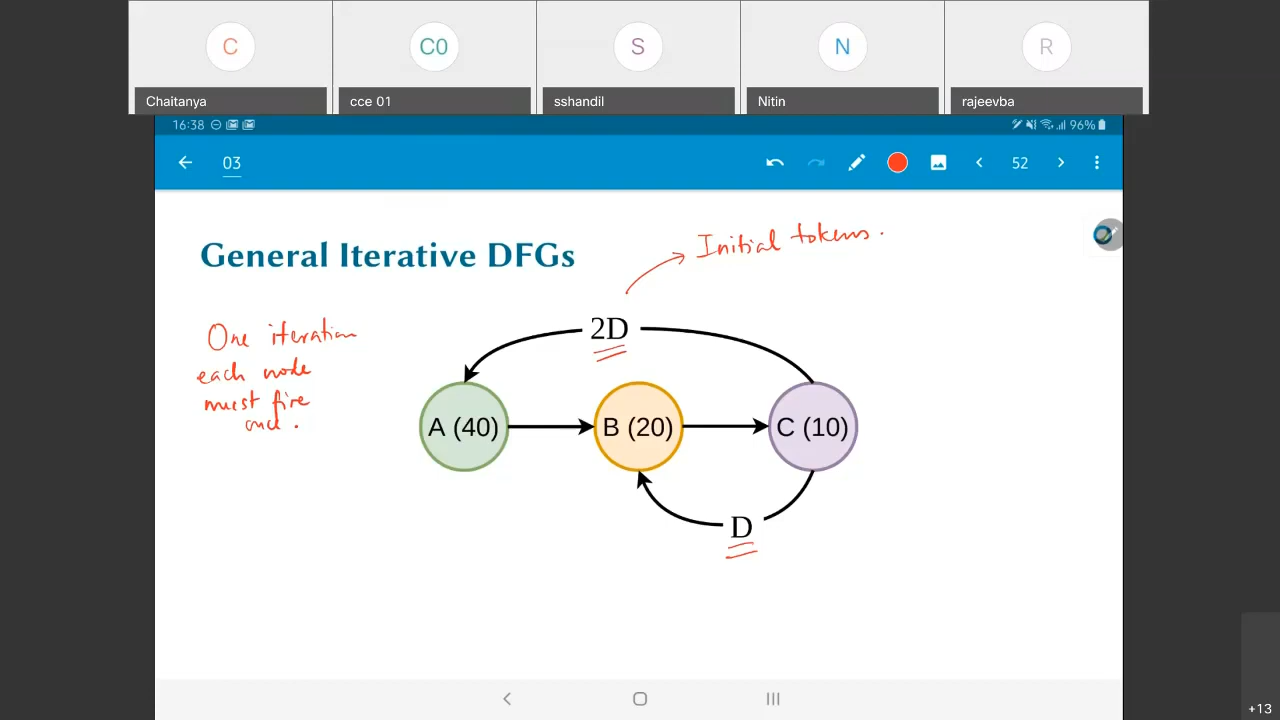 C
C0
S
N
R
Chaitanya
cce 01
sshandil
Nitin
rajeevba
16:38
96%
03
52
General Iterative DFGs
Initial tokens.
One iteration
each node
must fire
2D
A (40)
B (20)
C (10)
D
+13